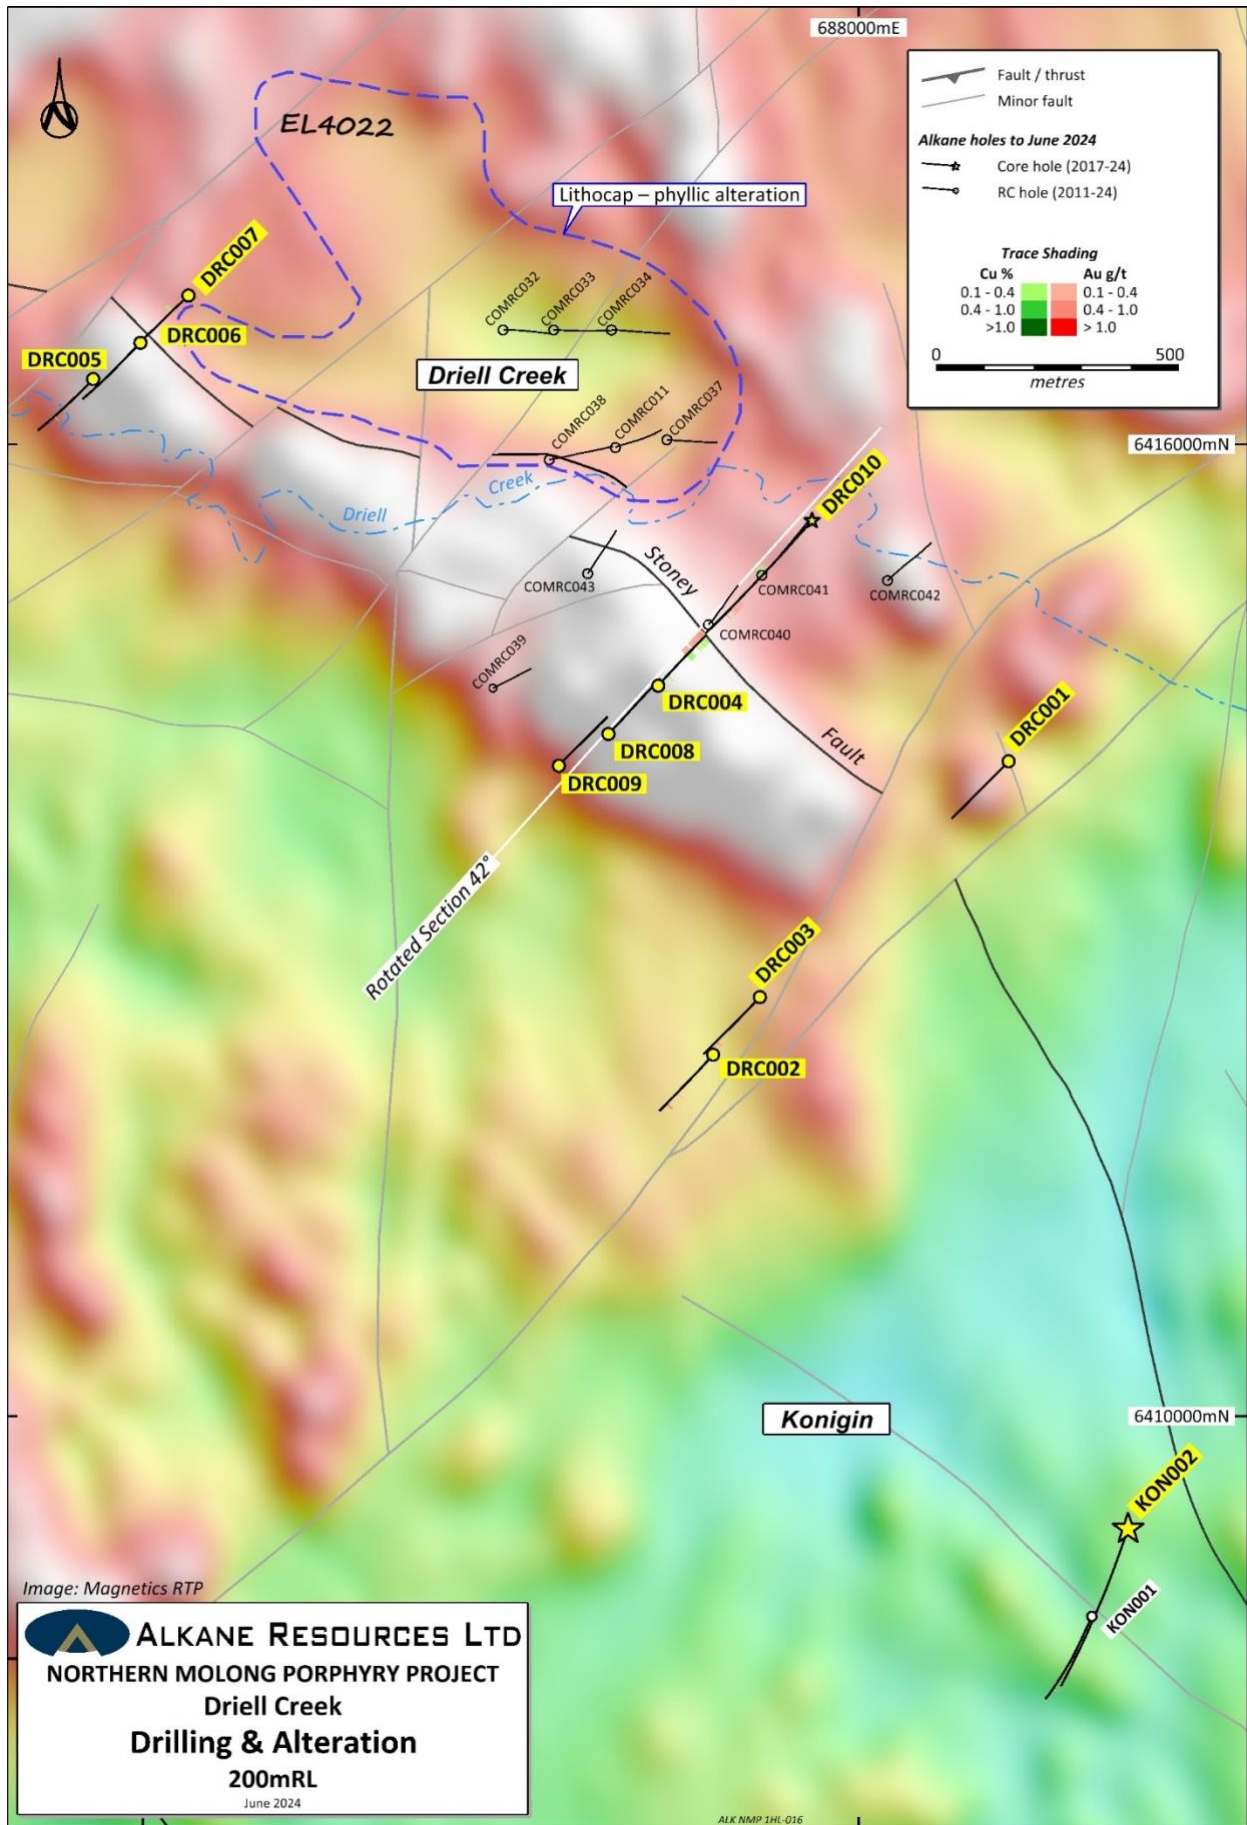 688000mE
Fault / thrust
Minor fault
Alkane holes to June 2024
Core hole (2017-24)
RC hole (2011-24)
Trace Shading
Cu % Au g/t
0.1 - 0.4 0.1 - 0.4
0.4 - 1.0 0.4 - 1.0
>1.0 > 1.0
0 500
metres
N
EL4022
Lithocap – phyllic alteration
DRC007
DRC006
DRC005
COMRC032
COMRC033
COMRC034
Driell Creek
COMRC038
COMRC011
COMRC037
6416000mN
Driell
Creek
DRC010
Stoney
Fault
COMRC043
COMRC041
COMRC042
COMRC040
COMRC039
DRC004
DRC008
DRC009
DRC001
Rotated Section 42°
DRC003
DRC002
Konigin
6410000mN
KON002
KON001
Image: Magnetics RTP
ALKANE RESOURCES LTD
NORTHERN MOLONG PORPHYRY PROJECT
Driell Creek
Drilling & Alteration
200mRL
June 2024
ALK NMP 1HL-016